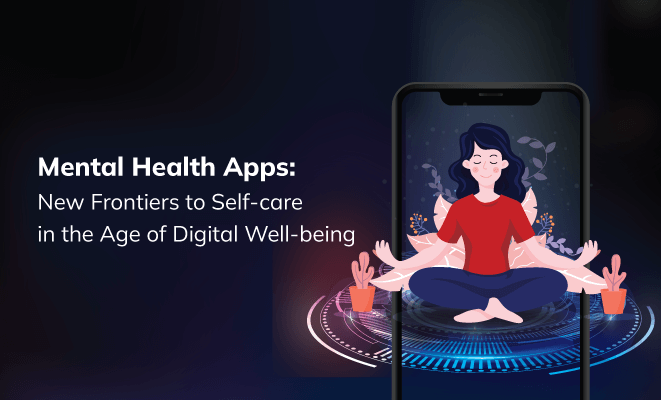 Mental Health Apps:
New Frontiers to Self-care
in the Age of Digital Well-being